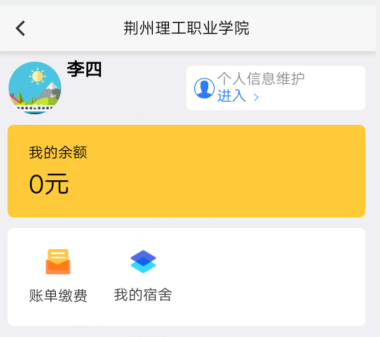 荆州理工职业学院
李四
个人信息维护
进入 >
我的余额
0元
账单缴费
我的宿舍